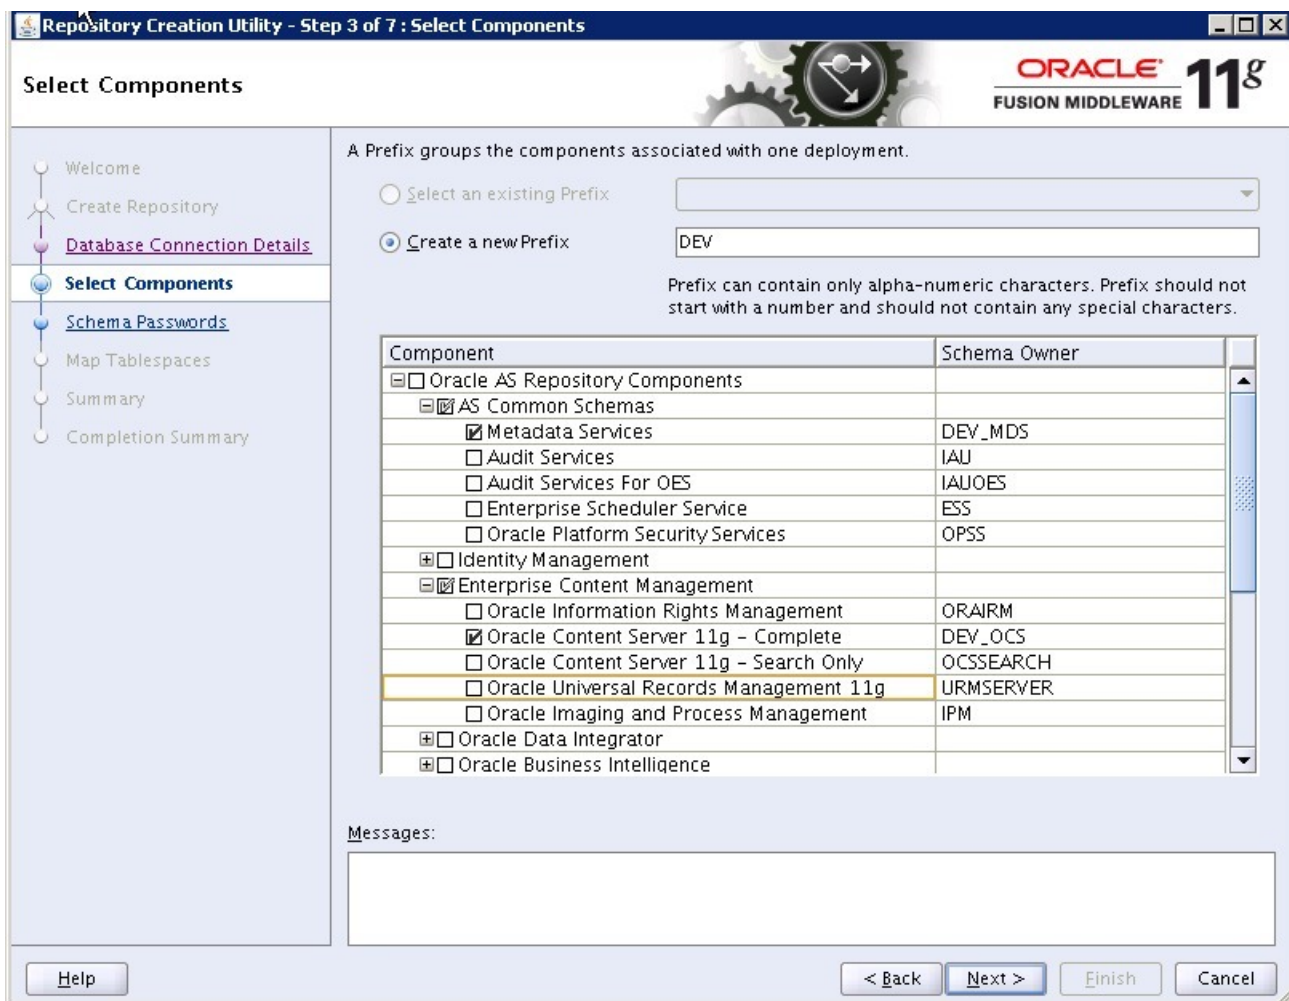 Repository Creation Utility - Step 3 of 7 : Select Components
Select Components
ORACLE
FUSION MIDDLEWARE
11g
Welcome
Create Repository
Database Connection Details
Select Components
Schema Passwords
Map Tablespaces
Summary
Completion Summary
A Prefix groups the components associated with one deployment.
Select an existing Prefix
Create a new Prefix DEV
Prefix can contain only alpha-numeric characters. Prefix should not
start with a number and should not contain any special characters.
Component Schema Owner
Oracle AS Repository Components
AS Common Schemas
Metadata Services DEV_MDS
Audit Services IAU
Audit Services For OES IAUOES
Enterprise Scheduler Service ESS
Oracle Platform Security Services OPSS
Identity Management
Enterprise Content Management
Oracle Information Rights Management ORAIRM
Oracle Content Server 11g - Complete DEV_OCS
Oracle Content Server 11g - Search Only OCSSEARCH
Oracle Universal Records Management 11g URMSERVER
Oracle Imaging and Process Management IPM
Oracle Data Integrator
Oracle Business Intelligence
Messages:
Help < Back Next > Finish Cancel